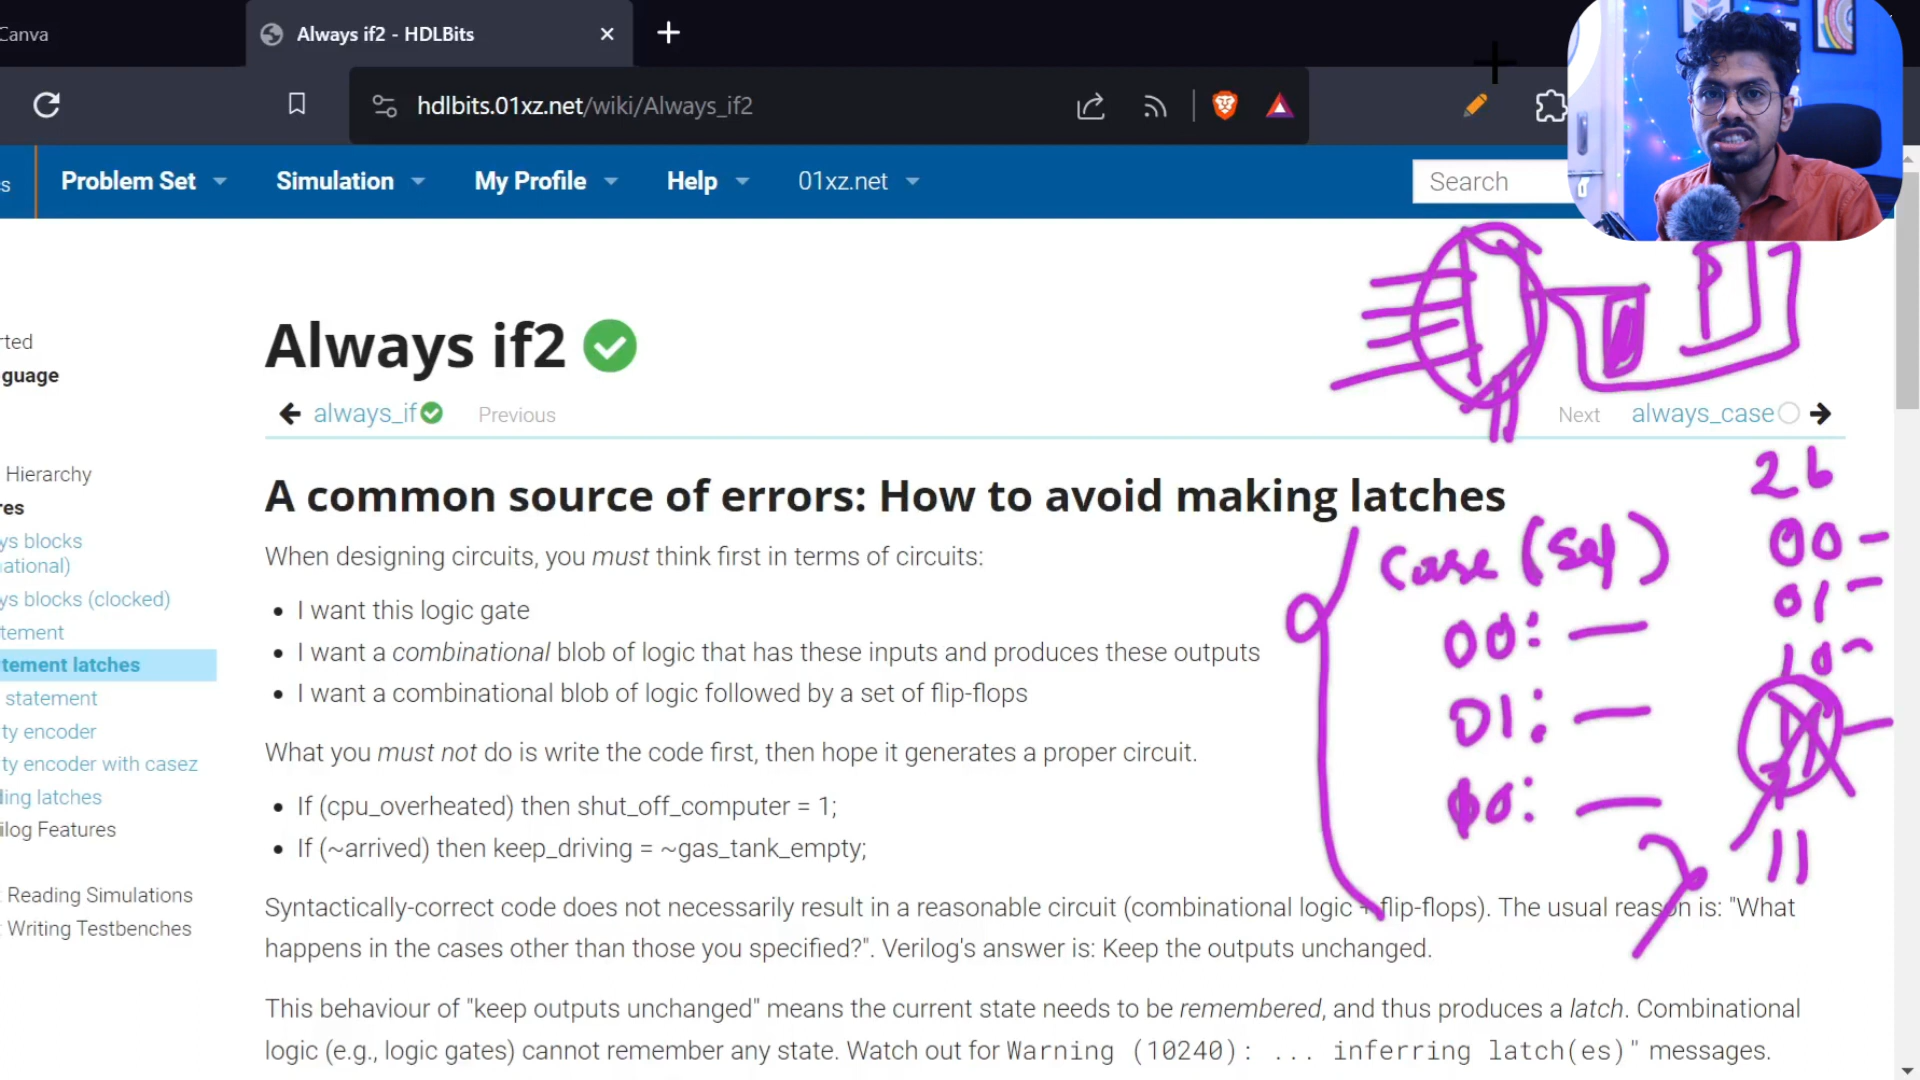 Canva
Always if2 - HDLBits
hdlbits.01xz.net/wiki/Always_if2
cs
Problem Set
Simulation
My Profile
Help
01xz.net
Search
Always if2
always_if
Previous
Next
always_case
rted
guage
Hierarchy
res
ys blocks
ational)
ys blocks (clocked)
tement
tement latches
statement
ty encoder
ty encoder with casez
ding latches
ilog Features
: Reading Simulations
: Writing Testbenches
A common source of errors: How to avoid making latches
When designing circuits, you must think first in terms of circuits:
• I want this logic gate
• I want a combinational blob of logic that has these inputs and produces these outputs
• I want a combinational blob of logic followed by a set of flip-flops
What you must not do is write the code first, then hope it generates a proper circuit.
• If (cpu_overheated) then shut_off_computer = 1;
• If (~arrived) then keep_driving = ~gas_tank_empty;
Syntactically-correct code does not necessarily result in a reasonable circuit (combinational logic + flip-flops). The usual reason is: "What
happens in the cases other than those you specified?". Verilog's answer is: Keep the outputs unchanged.
This behaviour of "keep outputs unchanged" means the current state needs to be remembered, and thus produces a latch. Combinational
logic (e.g., logic gates) cannot remember any state. Watch out for Warning (10240): ... inferring latch(es)" messages.
Case (Sel)
00: —
01: —
10: —
2b
00 -
01 -
10 -
11